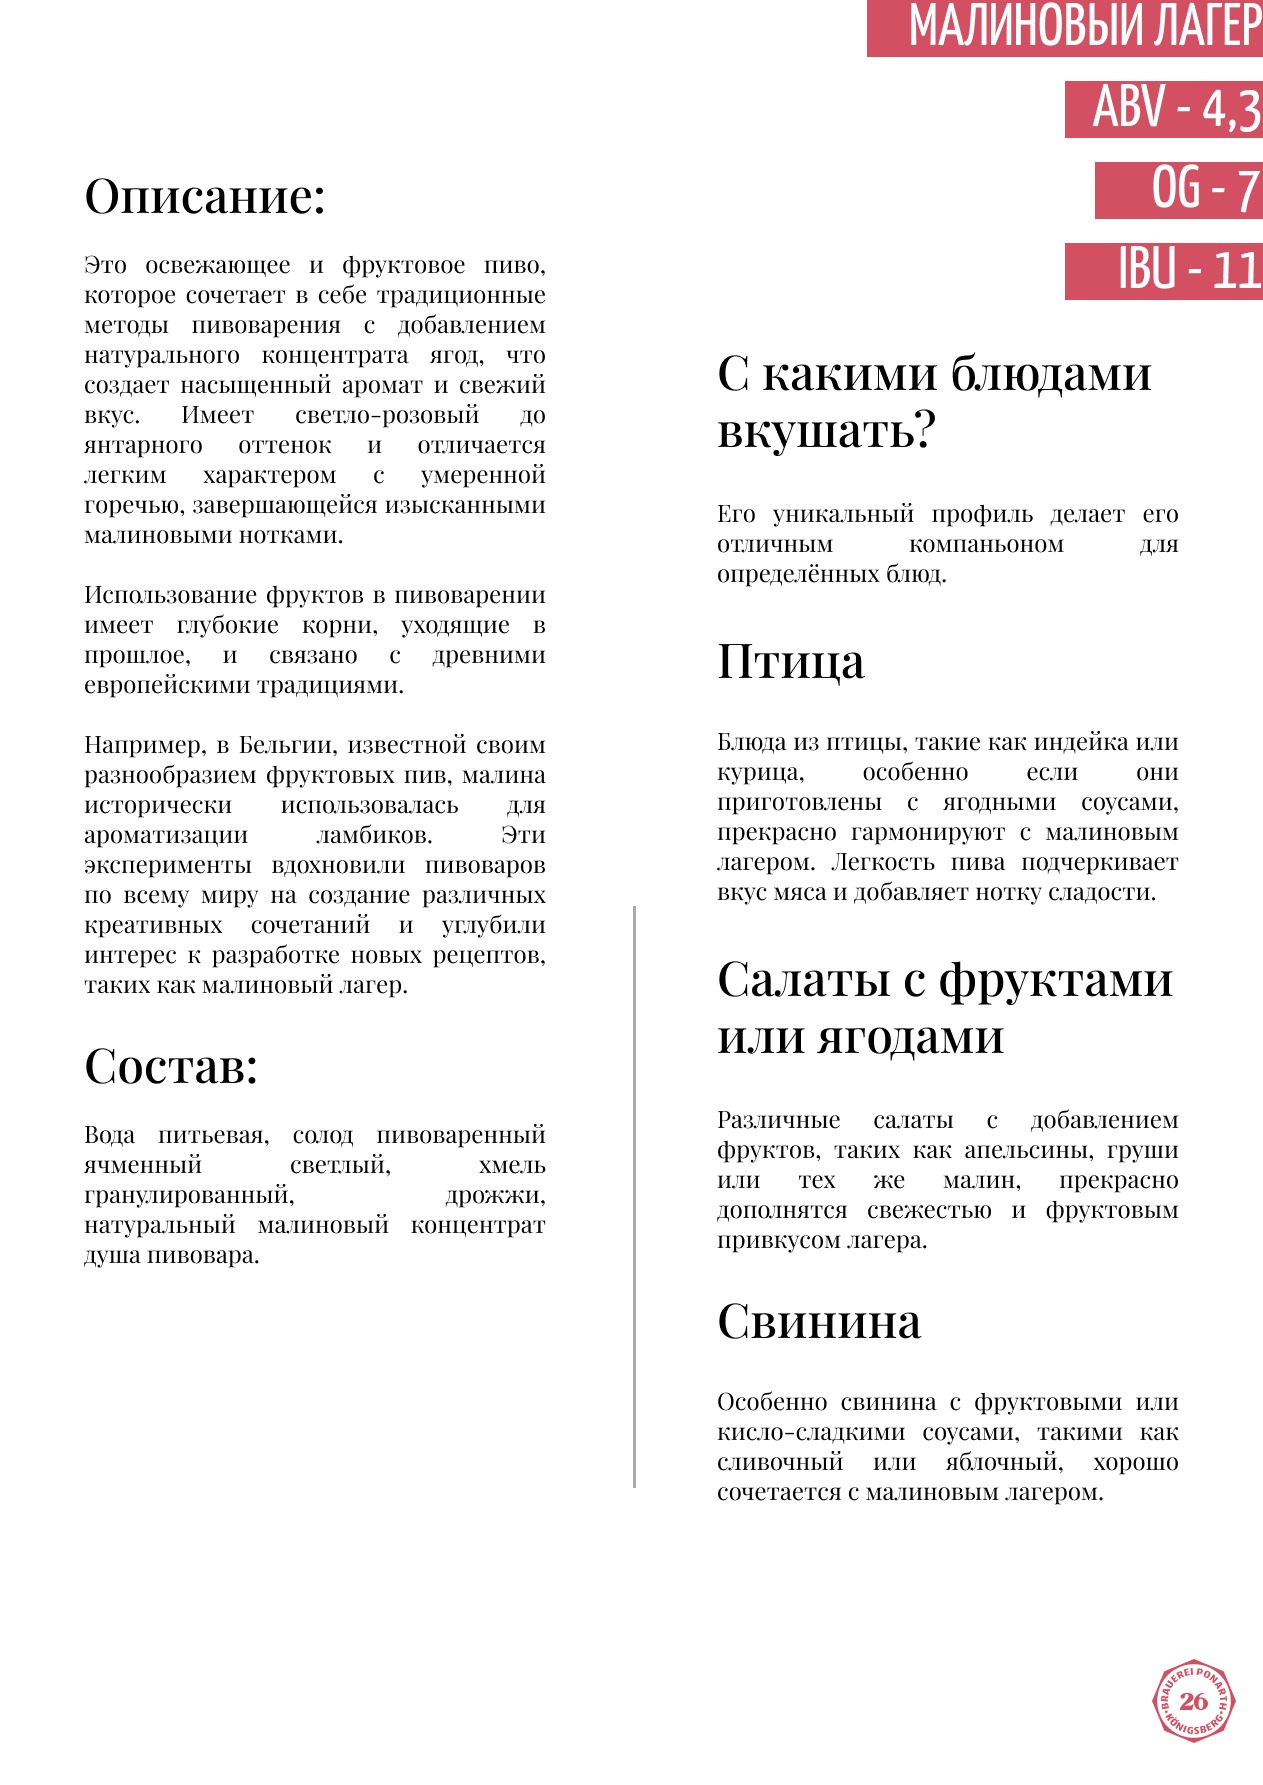 МАЛИНОВЫЙ ЛАГЕР
ABV - 4,3
OG - 7
IBU - 11
Описание:
Это освежающее и фруктовое пиво,
которое сочетает в себе традиционные
методы пивоварения с добавлением
натурального концентрата ягод, что
создает насыщенный аромат и свежий
вкус. Имеет светло-розовый до
янтарного оттенок и отличается
легким характером с умеренной
горечью, завершающейся изысканными
малиновыми нотками.
Использование фруктов в пивоварении
имеет глубокие корни, уходящие в
прошлое, и связано с древними
европейскими традициями.
Например, в Бельгии, известной своим
разнообразием фруктовых пив, малина
исторически использовалась для
ароматизации ламбиков. Эти
эксперименты вдохновили пивоваров
по всему миру на создание различных
креативных сочетаний и углубили
интерес к разработке новых рецептов,
таких как малиновый лагер.
Состав:
Вода питьевая, солод пивоваренный
ячменный светлый, хмель
гранулированный, дрожжи,
натуральный малиновый концентрат
душа пивовара.
С какими блюдами
вкушать?
Его уникальный профиль делает его
отличным компаньоном для
определённых блюд.
Птица
Блюда из птицы, такие как индейка или
курица, особенно если они
приготовлены с ягодными соусами,
прекрасно гармонируют с малиновым
лагером. Легкость пива подчеркивает
вкус мяса и добавляет нотку сладости.
Салаты с фруктами
или ягодами
Различные салаты с добавлением
фруктов, таких как апельсины, груши
или тех же малин, прекрасно
дополнятся свежестью и фруктовым
привкусом лагера.
Свинина
Особенно свинина с фруктовыми или
кисло-сладкими соусами, такими как
сливочный или яблочный, хорошо
сочетается с малиновым лагером.
BRAUEREI PONARTH
26
KÖNIGSBERG